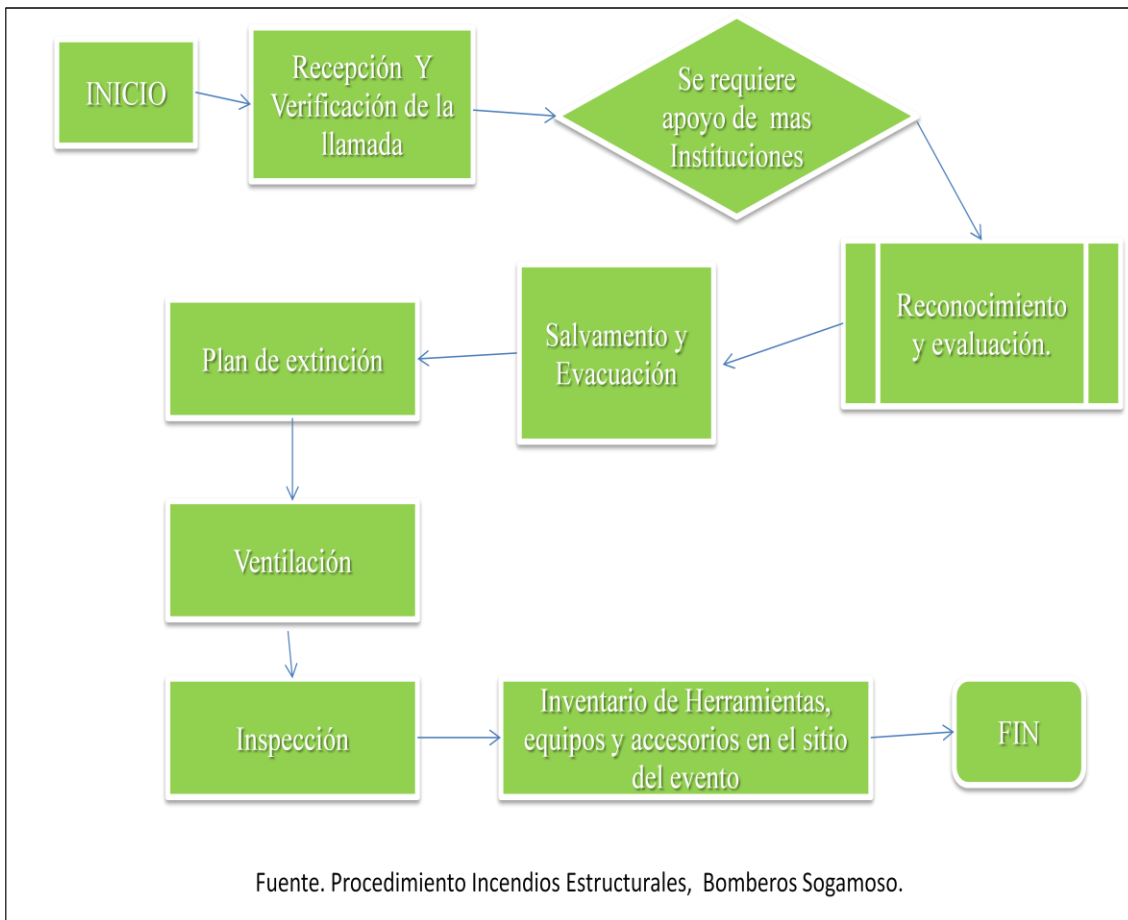 INICIO
Recepción Y
Verificación de la
llamada
Se requiere
apoyo de mas
Instituciones
Reconocimiento
y evaluación.
Salvamento y
Evacuación
Plan de extinción
Ventilación
Inspección
Inventario de Herramientas,
equipos y accesorios en el sitio
del evento
FIN
Fuente. Procedimiento Incendios Estructurales, Bomberos Sogamoso.